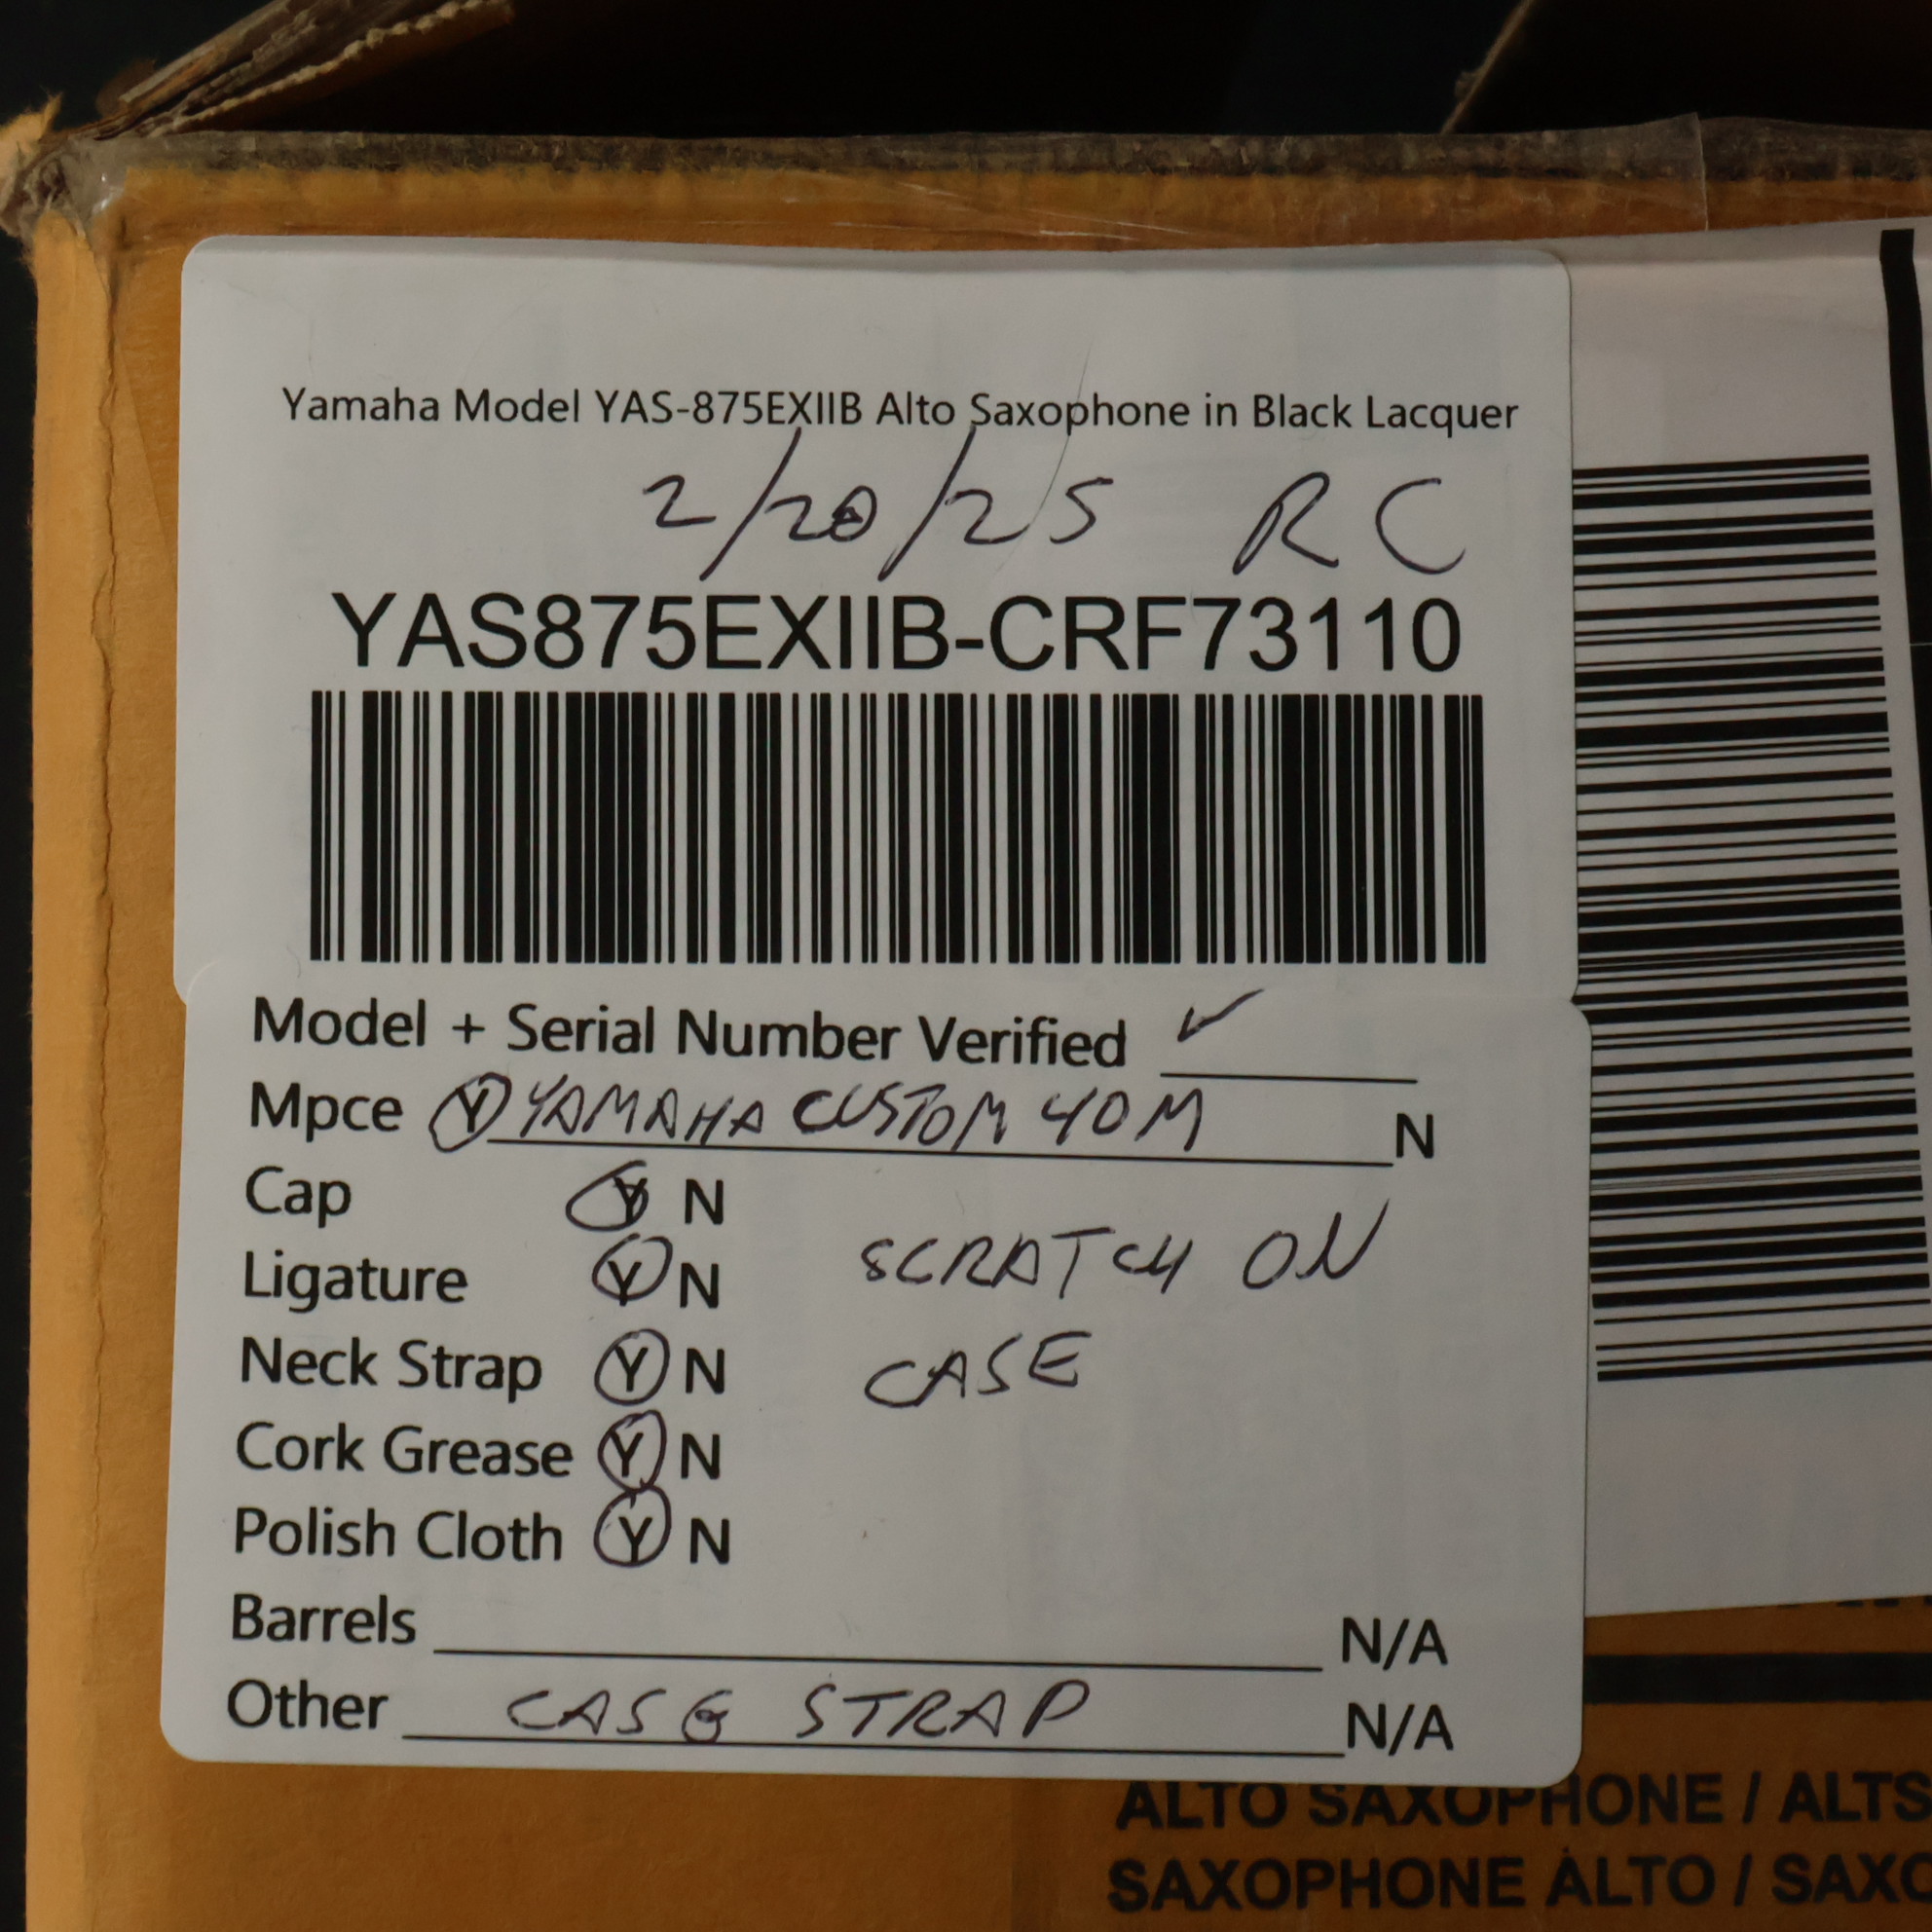 Yamaha Model YAS-875EXIIB Alto Saxophone in Black Lacquer
2/20/25 RC
YAS875EXIIB-CRF73110
Model + Serial Number Verified ✓
Mpce Y YAMAHA CUSTOM 40M N
Cap Y N
Ligature Y N
SCRATCH ON
Neck Strap Y N
CASE
Cork Grease Y N
Polish Cloth Y N
Barrels N/A
Other CASE STRAP N/A
ALTO SAXOPHONE / ALTS
SAXOPHONE ALTO / SAXO